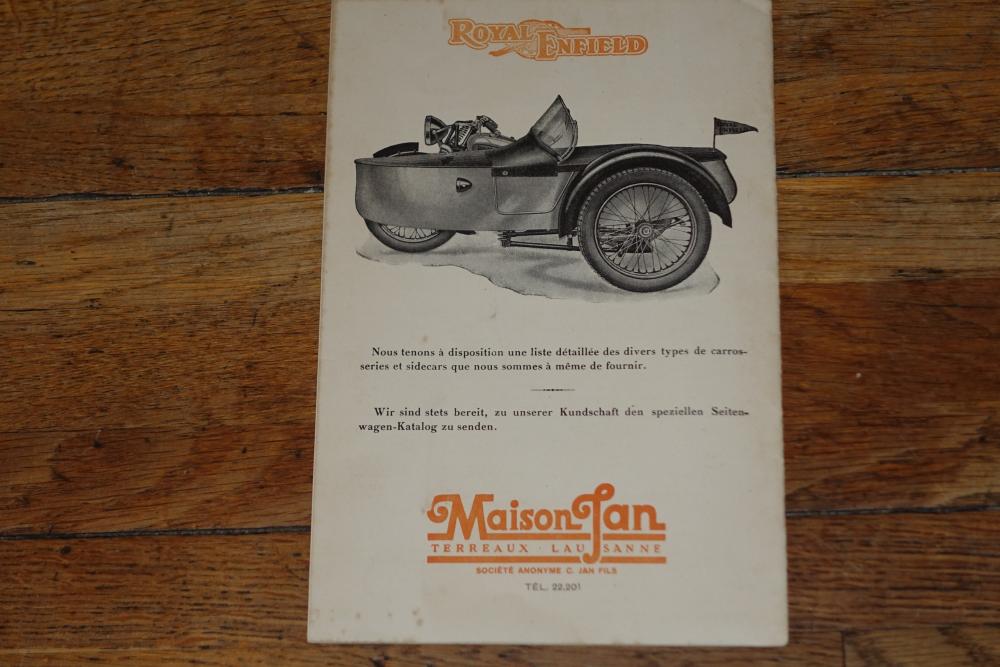 ROYAL ENFIELD
ROYAL ENFIELD
Nous tenons à disposition une liste détaillée des divers types de carros-
series et sidecars que nous sommes à même de fournir.
Wir sind stets bereit, zu unserer Kundschaft den speziellen Seiten-
wagen-Katalog zu senden.
Maison Jan
TERREAUX · LAUSANNE
SOCIÉTÉ ANONYME C. JAN FILS
TÉL. 22.201